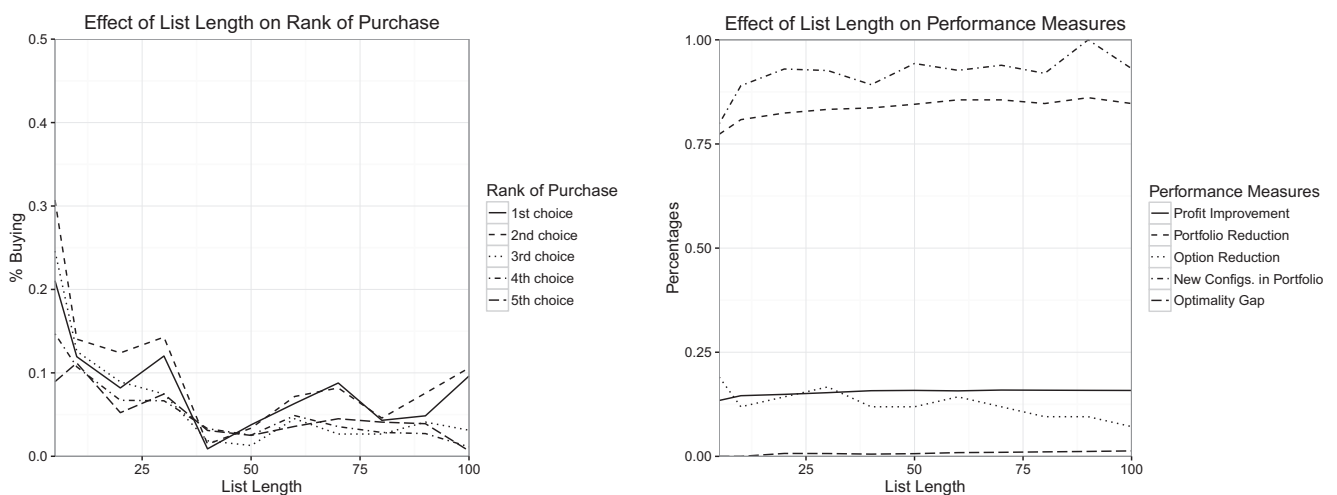 Effect of List Length on Rank of Purchase
0.5
0.4
0.3
0.2
0.1
0.0
% Buying
25
50
75
100
List Length
Rank of Purchase
1st choice
2nd choice
3rd choice
4th choice
5th choice
Effect of List Length on Performance Measures
1.00
0.75
0.50
0.25
0.00
Percentages
25
50
75
100
List Length
Performance Measures
Profit Improvement
Portfolio Reduction
Option Reduction
New Configs. in Portfolio
Optimality Gap